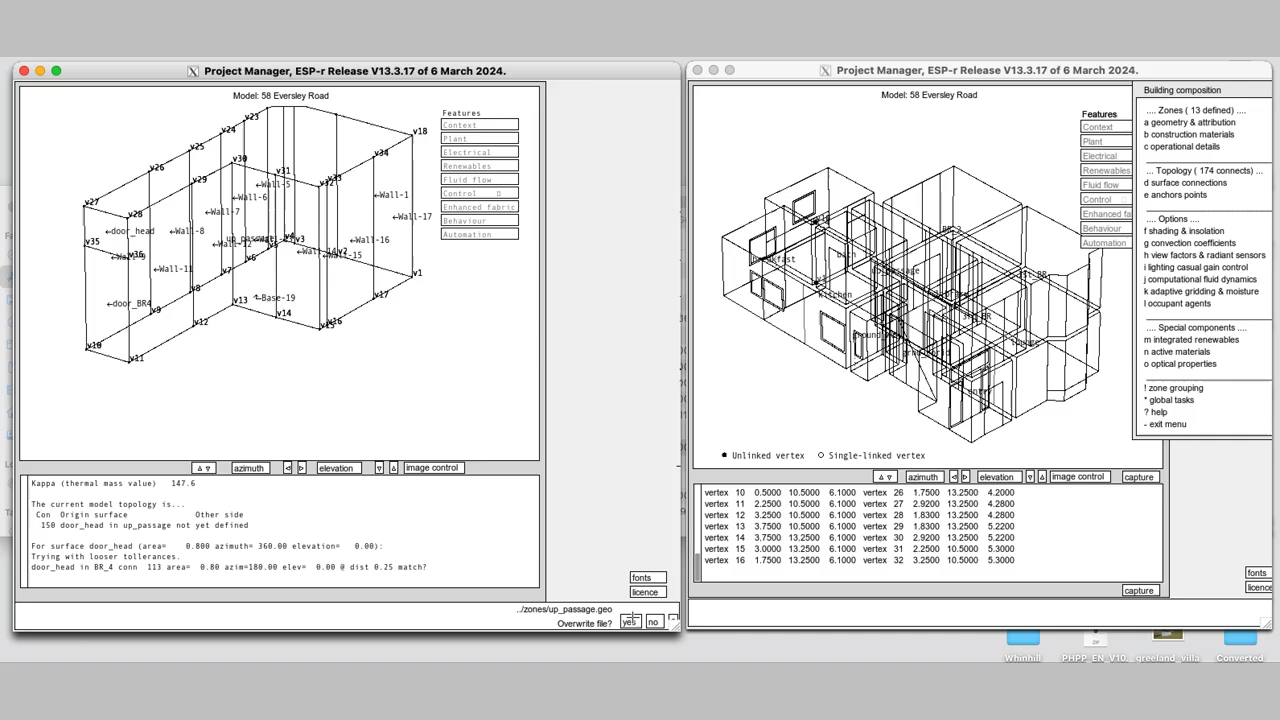 Project Manager, ESP-r Release V13.3.17 of 6 March 2024.
Model: 58 Eversley Road
v23
v24
v18
v25
v34
v26
v30
v31
v29
v33
v32
←Wall-5
←Wall-1
←Wall-6
v27
v28
←Wall-7
←Wall-17
←door_head
←Wall-8
v35
v36
v3
v2
←Wall-16
v6
←Wall-11
v7
v1
v8
←door_BR4
v9
v13
←Base-19
v17
v14
v12
v10
v11
Features
Context
Plant
Electrical
Renewables
Fluid flow
Control
Enhanced fabric
Behaviour
Automation
azimuth
elevation
image control
Kappa (thermal mass value) 147.6
The current model topology is...
Con Origin surface Other side
150 door_head in up_passage not yet defined
For surface door_head (area= 0.800 azimuth= 360.00 elevation= 0.00):
Trying with looser tollerances.
door_head in BR_4 conn 113 area= 0.80 azim=180.00 elev= 0.00 @ dist 0.25 match?
fonts
licence
../zones/up_passage.geo
Overwrite file?
yes
no
Project Manager, ESP-r Release V13.3.17 of 6 March 2024.
Model: 58 Eversley Road
BR_2
breakfast
bath
up_passage
kitchen
Features
Context
Plant
Electrical
Renewables
Fluid flow
Control
Enhanced fa
Behaviour
Automation
Building composition
.... Zones ( 13 defined) ....
a geometry & attribution
b construction materials
c operational details
.... Topology ( 174 connects) ....
d surface connections
e anchors points
.... Options ....
f shading & insolation
g convection coefficients
h view factors & radiant sensors
i lighting casual gain control
j computational fluid dynamics
k adaptive gridding & moisture
l occupant agents
.... Special components ....
m integrated renewables
n active materials
o optical properties
! zone grouping
* global tasks
? help
- exit menu
Unlinked vertex Single-linked vertex
azimuth
elevation
image control
capture
vertex 10 0.5000 10.5000 6.1000 vertex 26 1.7500 13.2500 4.2000
vertex 11 2.2500 10.5000 6.1000 vertex 27 2.9200 13.2500 4.2800
vertex 12 3.2500 10.5000 6.1000 vertex 28 1.8300 13.2500 4.2800
vertex 13 3.7500 10.5000 6.1000 vertex 29 1.8300 13.2500 5.2200
vertex 14 3.7500 13.2500 6.1000 vertex 30 2.9200 13.2500 5.2200
vertex 15 3.0000 13.2500 6.1000 vertex 31 2.2500 10.5000 5.3000
vertex 16 1.7500 13.2500 6.1000 vertex 32 3.2500 10.5000 5.3000
capture
fonts
licence
Whinhill
PHPP_EN_V10.
greeland_villa
Converted